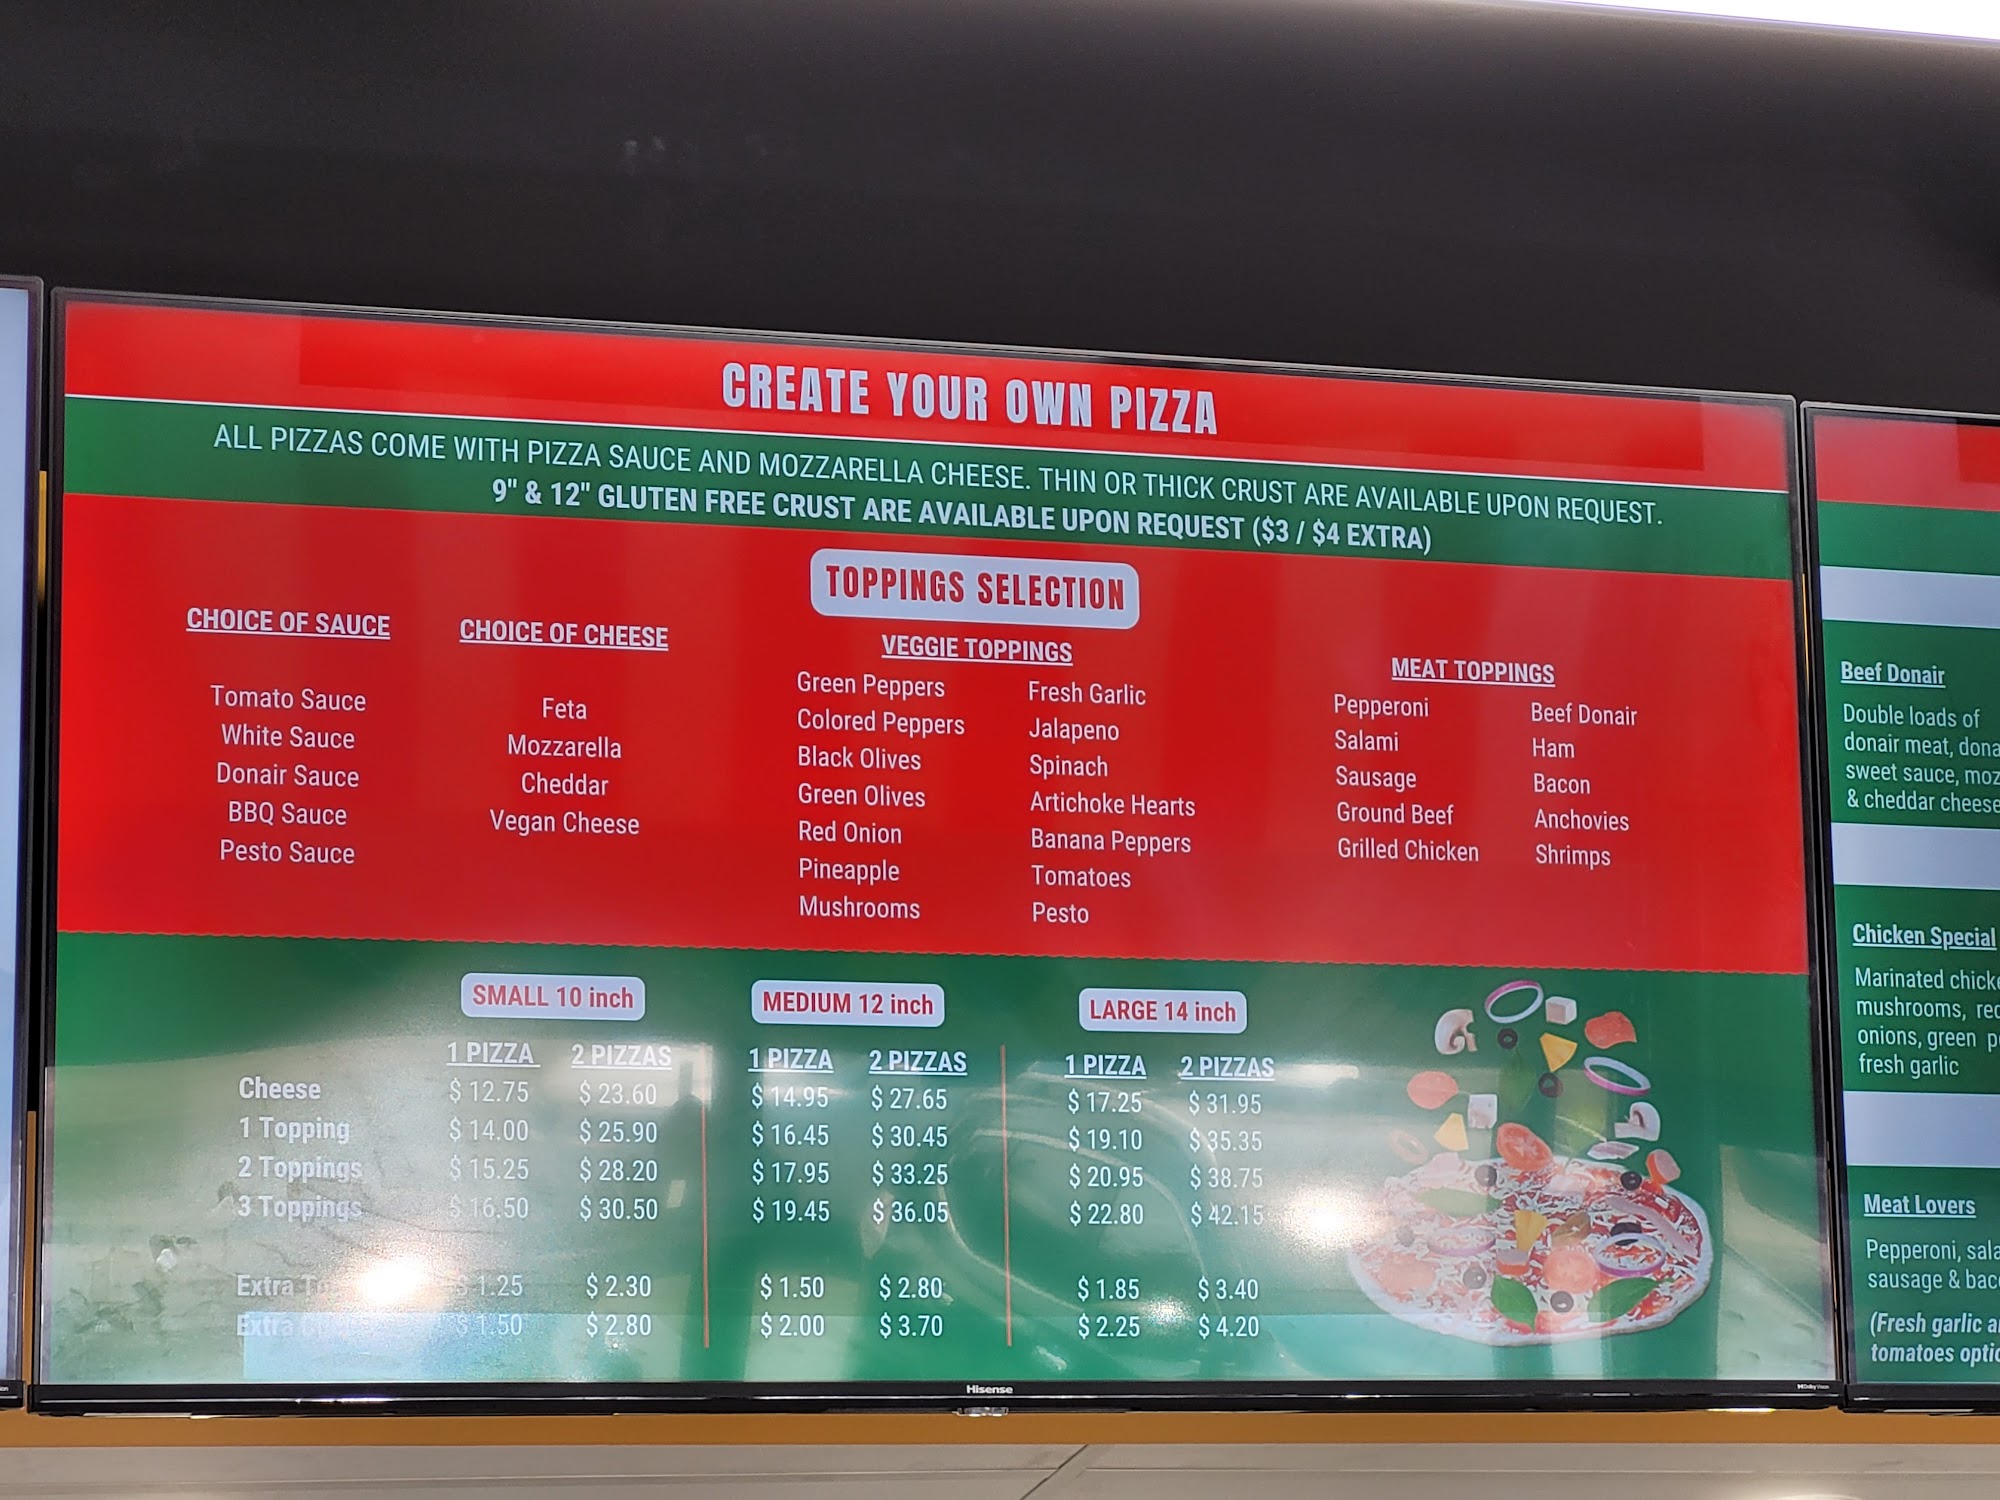 CREATE YOUR OWN PIZZA
ALL PIZZAS COME WITH PIZZA SAUCE AND MOZZARELLA CHEESE. THIN OR THICK CRUST ARE AVAILABLE UPON REQUEST.
9" & 12" GLUTEN FREE CRUST ARE AVAILABLE UPON REQUEST ($3 / $4 EXTRA)
TOPPINGS SELECTION
CHOICE OF SAUCE
Tomato Sauce
White Sauce
Donair Sauce
BBQ Sauce
Pesto Sauce
CHOICE OF CHEESE
Feta
Mozzarella
Cheddar
Vegan Cheese
VEGGIE TOPPINGS
Green Peppers
Colored Peppers
Black Olives
Green Olives
Red Onion
Pineapple
Mushrooms
Fresh Garlic
Jalapeno
Spinach
Artichoke Hearts
Banana Peppers
Tomatoes
Pesto
MEAT TOPPINGS
Pepperoni
Salami
Sausage
Ground Beef
Grilled Chicken
Beef Donair
Ham
Bacon
Anchovies
Shrimps
SMALL 10 inch MEDIUM 12 inch LARGE 14 inch
1 PIZZA 2 PIZZAS 1 PIZZA 2 PIZZAS 1 PIZZA 2 PIZZAS
Cheese $ 12.75 $ 23.60 $ 14.95 $ 27.65 $ 17.25 $ 31.95
1 Topping $ 14.00 $ 25.90 $ 16.45 $ 30.45 $ 19.10 $ 35.35
2 Toppings $ 15.25 $ 28.20 $ 17.95 $ 33.25 $ 20.95 $ 38.75
3 Toppings $ 16.50 $ 30.50 $ 19.45 $ 36.05 $ 22.80 $ 42.15
Extra $ 1.25 $ 2.30 $ 1.50 $ 2.80 $ 1.85 $ 3.40
Extra $ 1.50 $ 2.80 $ 2.00 $ 3.70 $ 2.25 $ 4.20
Hisense
Beef Donair
Double loads of
donair meat,
sweet sauce,
& cheddar cheese
Chicken Special
Marinated
mushrooms,
onions, green
fresh garlic
Meat Lovers
Pepperoni,
sausage &
(Fresh garlic
tomatoes